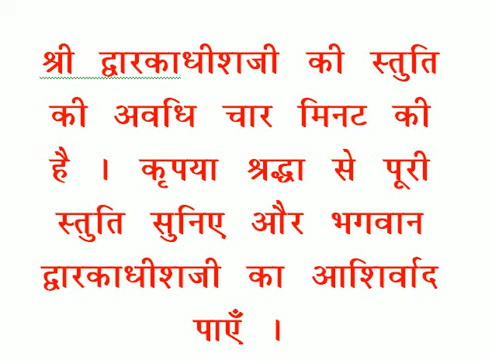 श्री द्वारकाधीशजी की स्तुति
की अवधि चार मिनट की
है । कृपया श्रद्धा से पूरी
स्तुति सुनिए और भगवान
द्वारकाधीशजी का आशिर्वाद
पाएँ ।